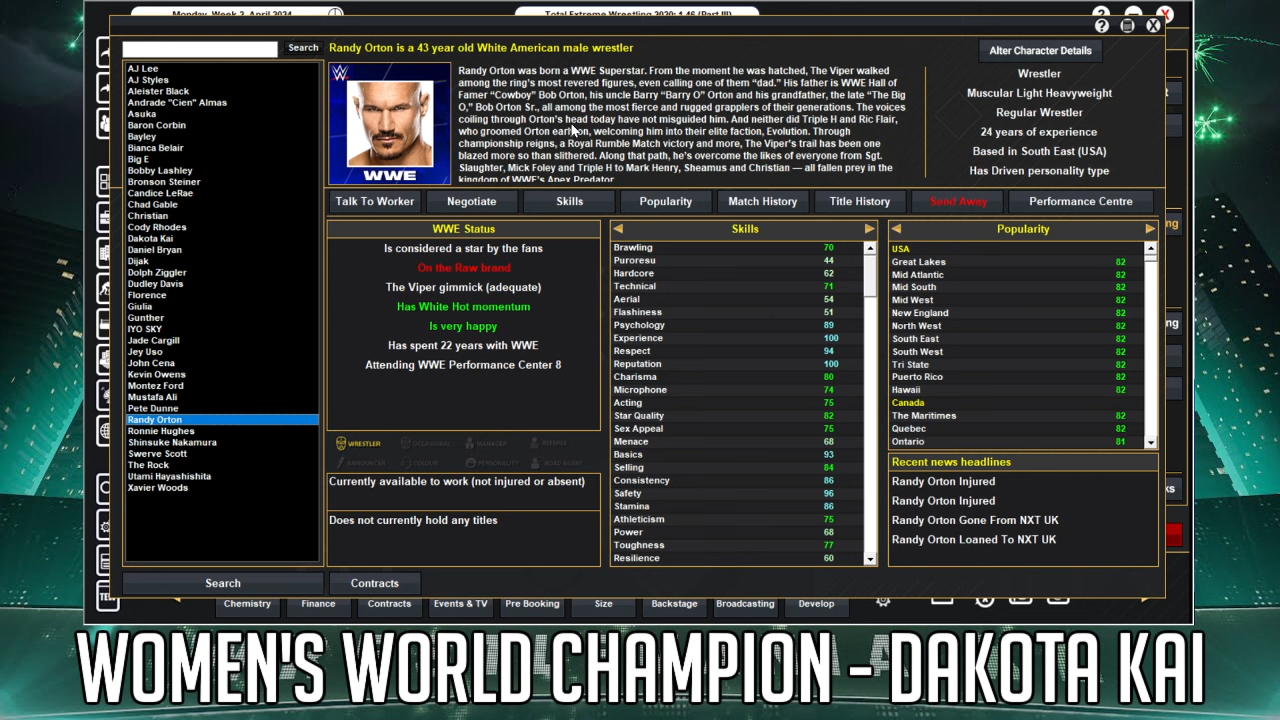 Monday, Week 2, April 2024
Total Extreme Wrestling 2020: 1.46 (Part III)
Search
Randy Orton is a 43 year old White American male wrestler
Alter Character Details
AJ Lee
AJ Styles
Aleister Black
Andrade "Cien" Almas
Asuka
Baron Corbin
Bayley
Bianca Belair
Big E
Bobby Lashley
Bronson Steiner
Candice LeRae
Chad Gable
Christian
Cody Rhodes
Dakota Kai
Daniel Bryan
Dijak
Dolph Ziggler
Dudley Davis
Florence
Giulia
Gunther
IYO SKY
Jade Cargill
Jey Uso
John Cena
Kevin Owens
Montez Ford
Mustafa Ali
Pete Dunne
Randy Orton
Ronnie Hughes
Shinsuke Nakamura
Swerve Scott
The Rock
Utami Hayashishita
Xavier Woods
Search
Contracts
WWE
Randy Orton was born a WWE Superstar. From the moment he was hatched, The Viper walked
among the ring's most revered figures, even calling one of them "dad." His father is WWE Hall of
Famer "Cowboy" Bob Orton, his uncle Barry "Barry O" Orton and his grandfather, the late "The Big
O," Bob Orton Sr., all among the most fierce and rugged grapplers of their generations. The voices
coiling through Orton's head today have not misguided him. And neither did Triple H and Ric Flair,
who groomed Orton early on, welcoming him into their elite faction, Evolution. Through
championship reigns, a Royal Rumble Match victory and more, The Viper's trail has been one
blazed more so than slithered. Along that path, he's overcome the likes of everyone from Sgt.
Slaughter, Mick Foley and Triple H to Mark Henry, Sheamus and Christian — all fallen prey in the
kingdom of WWE's Apex Predator.
Wrestler
Muscular Light Heavyweight
Regular Wrestler
24 years of experience
Based in South East (USA)
Has Driven personality type
Talk To Worker
Negotiate
Skills
Popularity
Match History
Title History
Send Away
Performance Centre
WWE Status
Is considered a star by the fans
On the Raw brand
The Viper gimmick (adequate)
Has White Hot momentum
Is very happy
Has spent 22 years with WWE
Attending WWE Performance Center 8
WRESTLER OCCASIONAL MANAGER REFEREE
ANNOUNCER COLOUR PERSONALITY ROAD AGENT
Currently available to work (not injured or absent)
Does not currently hold any titles
Skills
Brawling 70
Puroresu 44
Hardcore 62
Technical 71
Aerial 54
Flashiness 51
Psychology 89
Experience 100
Respect 94
Reputation 100
Charisma 80
Microphone 74
Acting 75
Star Quality 82
Sex Appeal 75
Menace 68
Basics 93
Selling 84
Consistency 86
Safety 96
Stamina 86
Athleticism 75
Power 68
Toughness 77
Resilience 60
Popularity
USA
Great Lakes 82
Mid Atlantic 82
Mid South 82
Mid West 82
New England 82
North West 82
South East 82
South West 82
Tri State 82
Puerto Rico 82
Hawaii 82
Canada
The Maritimes 82
Quebec 82
Ontario 81
Recent news headlines
Randy Orton Injured
Randy Orton Injured
Randy Orton Gone From NXT UK
Randy Orton Loaned To NXT UK
Chemistry
Finance
Contracts
Events & TV
Pre Booking
Size
Backstage
Broadcasting
Develop
WOMEN'S WORLD CHAMPION - DAKOTA KAI